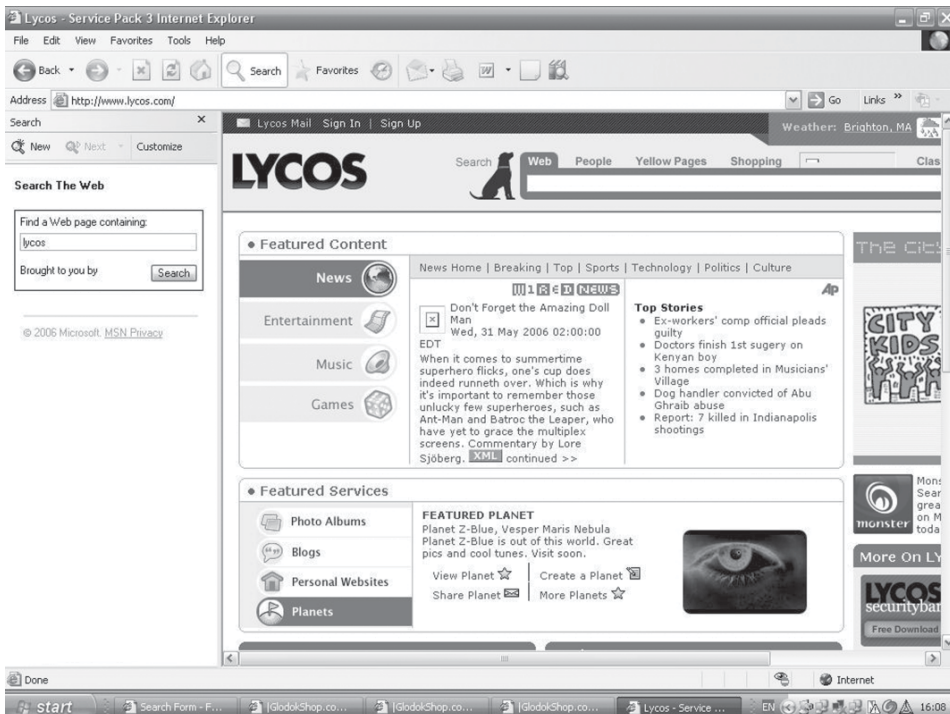 Lycos - Service Pack 3 Internet Explorer
File Edit View Favorites Tools Help
Back Search Favorites
Address http://www.lycos.com/ Go Links »
Search
New Next Customize
Search The Web
Find a Web page containing:
lycos
Brought to you by Search
© 2006 Microsoft. MSN Privacy
Lycos Mail Sign In | Sign Up
Weather: Brighton, MA
LYCOS
Search Web People Yellow Pages Shopping Clas
Featured Content
News
Entertainment
Music
Games
News Home | Breaking | Top | Sports | Technology | Politics | Culture
W1RED NEWS
Don't Forget the Amazing Doll
Man
Wed, 31 May 2006 02:00:00
EDT
When it comes to summertime
superhero flicks, one's cup does
indeed runneth over. Which is why
it's important to remember those
unlucky few superheroes, such as
Ant-Man and Batroc the Leaper, who
have yet to grace the multiplex
screens. Commentary by Lore
Sjöberg. XML continued >>
AP
Top Stories
Ex-workers' comp official pleads
guilty
Doctors finish 1st sugery on
Kenyan boy
3 homes completed in Musicians'
Village
Dog handler convicted of Abu
Ghraib abuse
Report: 7 killed in Indianapolis
shootings
The Cit
CITY
KIDS
Featured Services
Photo Albums
Blogs
Personal Websites
Planets
FEATURED PLANET
Planet Z-Blue, Vesper Maris Nebula
Planet Z-Blue is out of this world. Great
pics and cool tunes. Visit soon.
View Planet Create a Planet
Share Planet More Planets
monster
Mons
Sear
grea
on M
toda
More On LY
LYCOS
securitybar
Free Download
Done Internet
start Search Form - F... |GlodokShop.co... |GlodokShop.co... |GlodokShop.co... Lycos - Service ... EN 16:08